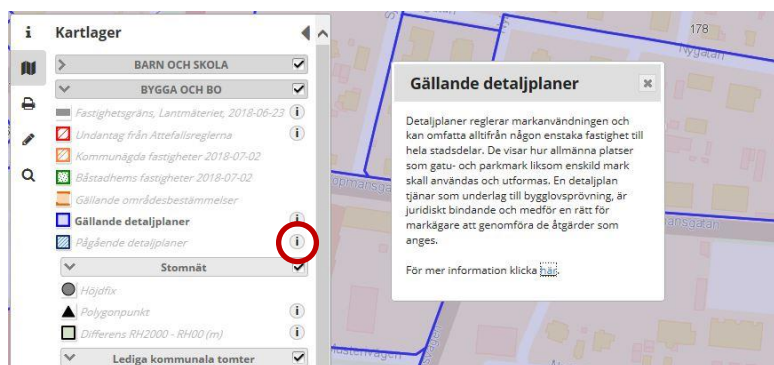 i Kartlager
BARN OCH SKOLA
BYGGA OCH BO
Fastighetsgräns, Lantmäteriet, 2018-06-23 i
Undantag från Attefallsreglerna i
Kommunägda fastigheter 2018-07-02
Båstadhems fastigheter 2018-07-02
Gällande områdesbestämmelser
Gällande detaljplaner i
Pågående detaljplaner i
Stomnät
Höjdfix
Polygonpunkt i
Differens RH2000 - RH00 (m) i
Lediga kommunala tomter
178
Nygatan
Gällande detaljplaner
Detaljplaner reglerar markanvändningen och
kan omfatta alltifrån någon enstaka fastighet till
hela stadsdelar. De visar hur allmänna platser
som gatu- och parkmark liksom enskild mark
skall användas och utformas. En detaljplan
tjänar som underlag till bygglovsprövning, är
juridiskt bindande och medför en rätt för
markägare att genomföra de åtgärder som
anges.
För mer information klicka här.